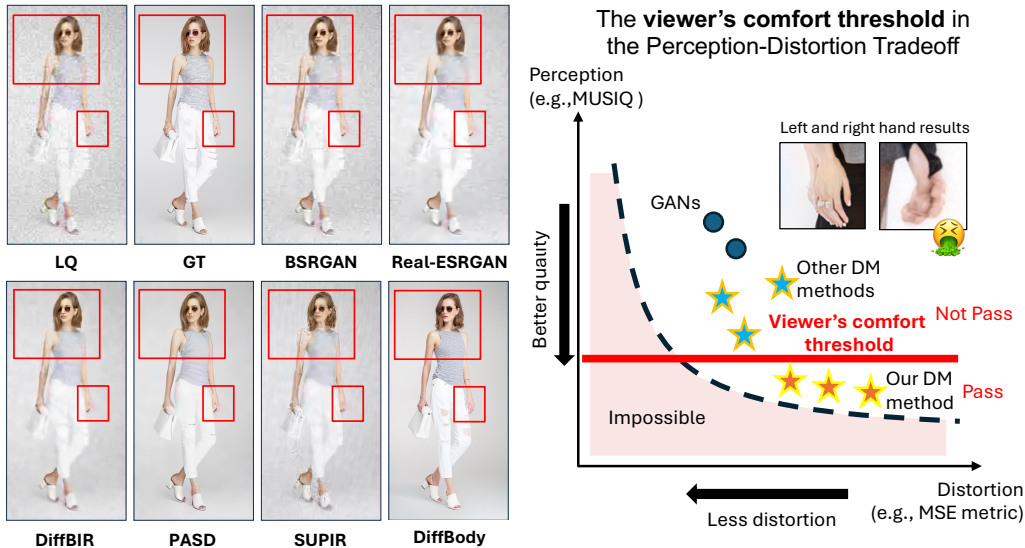 LQ
GT
BSRGAN
Real-ESRGAN
DiffBIR
PASD
SUPIR
DiffBody
The viewer's comfort threshold in
the Perception-Distortion Tradeoff
Perception
(e.g.,MUSIQ )
Left and right hand results
GANs
Other DM
methods
Better quality
Not Pass
Viewer's comfort
threshold
Our DM
method
Pass
Impossible
Distortion
(e.g., MSE metric)
Less distortion